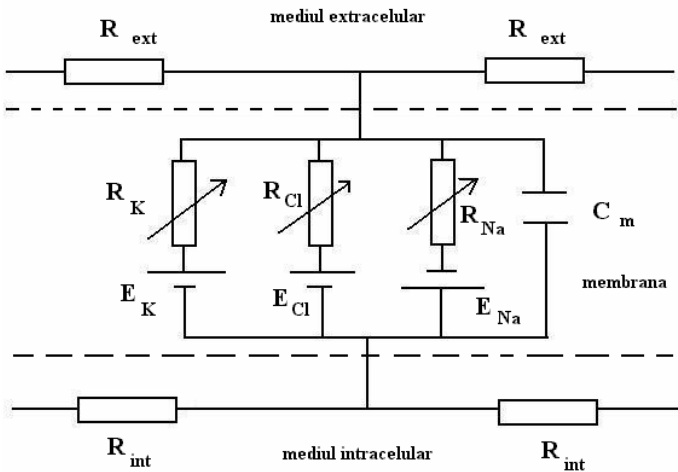 mediul extracelular
R ext
R ext
R K
R Cl
R Na
C m
E K
E Cl
E Na
membrana
R int
mediul intracelular
R int